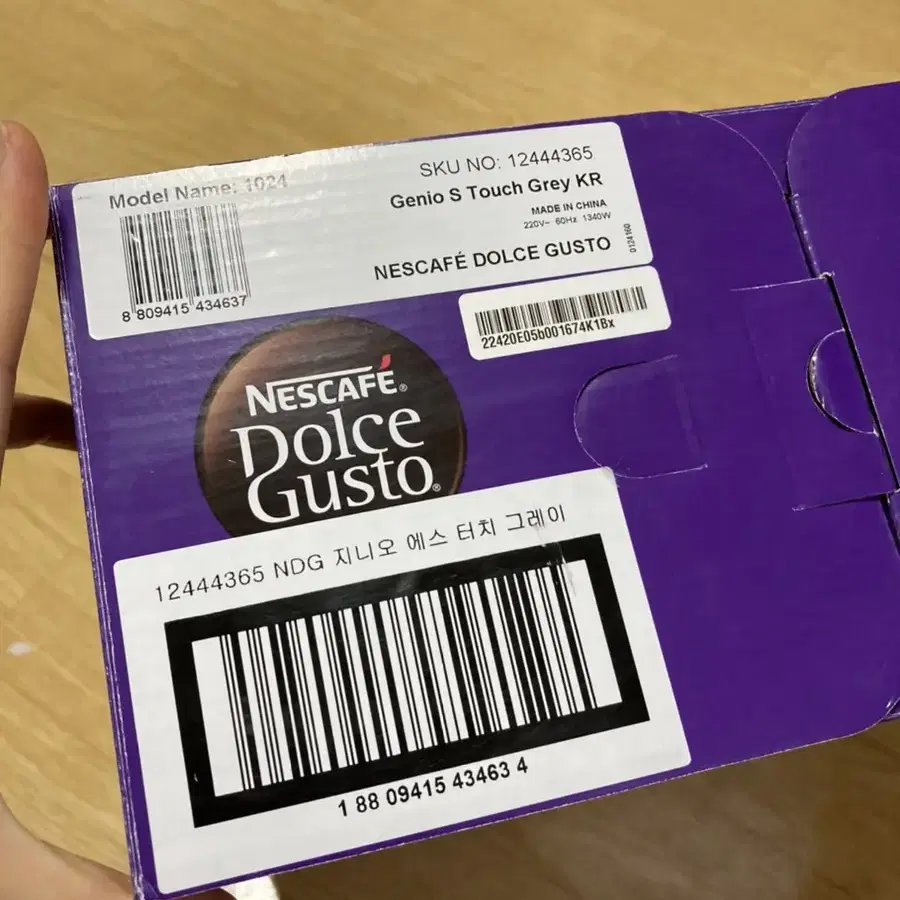 Model Name: 1024
8 809415 434637
SKU NO: 12444365
Genio S Touch Grey KR
MADE IN CHINA
220V~ 60Hz 1340W
0124160
NESCAFÉ DOLCE GUSTO
22420E05b001674K1Bx
NESCAFÉ®
Dolce
Gusto®
12444365 NDG 지니오 에스 터치 그레이
1 88 09415 43463 4